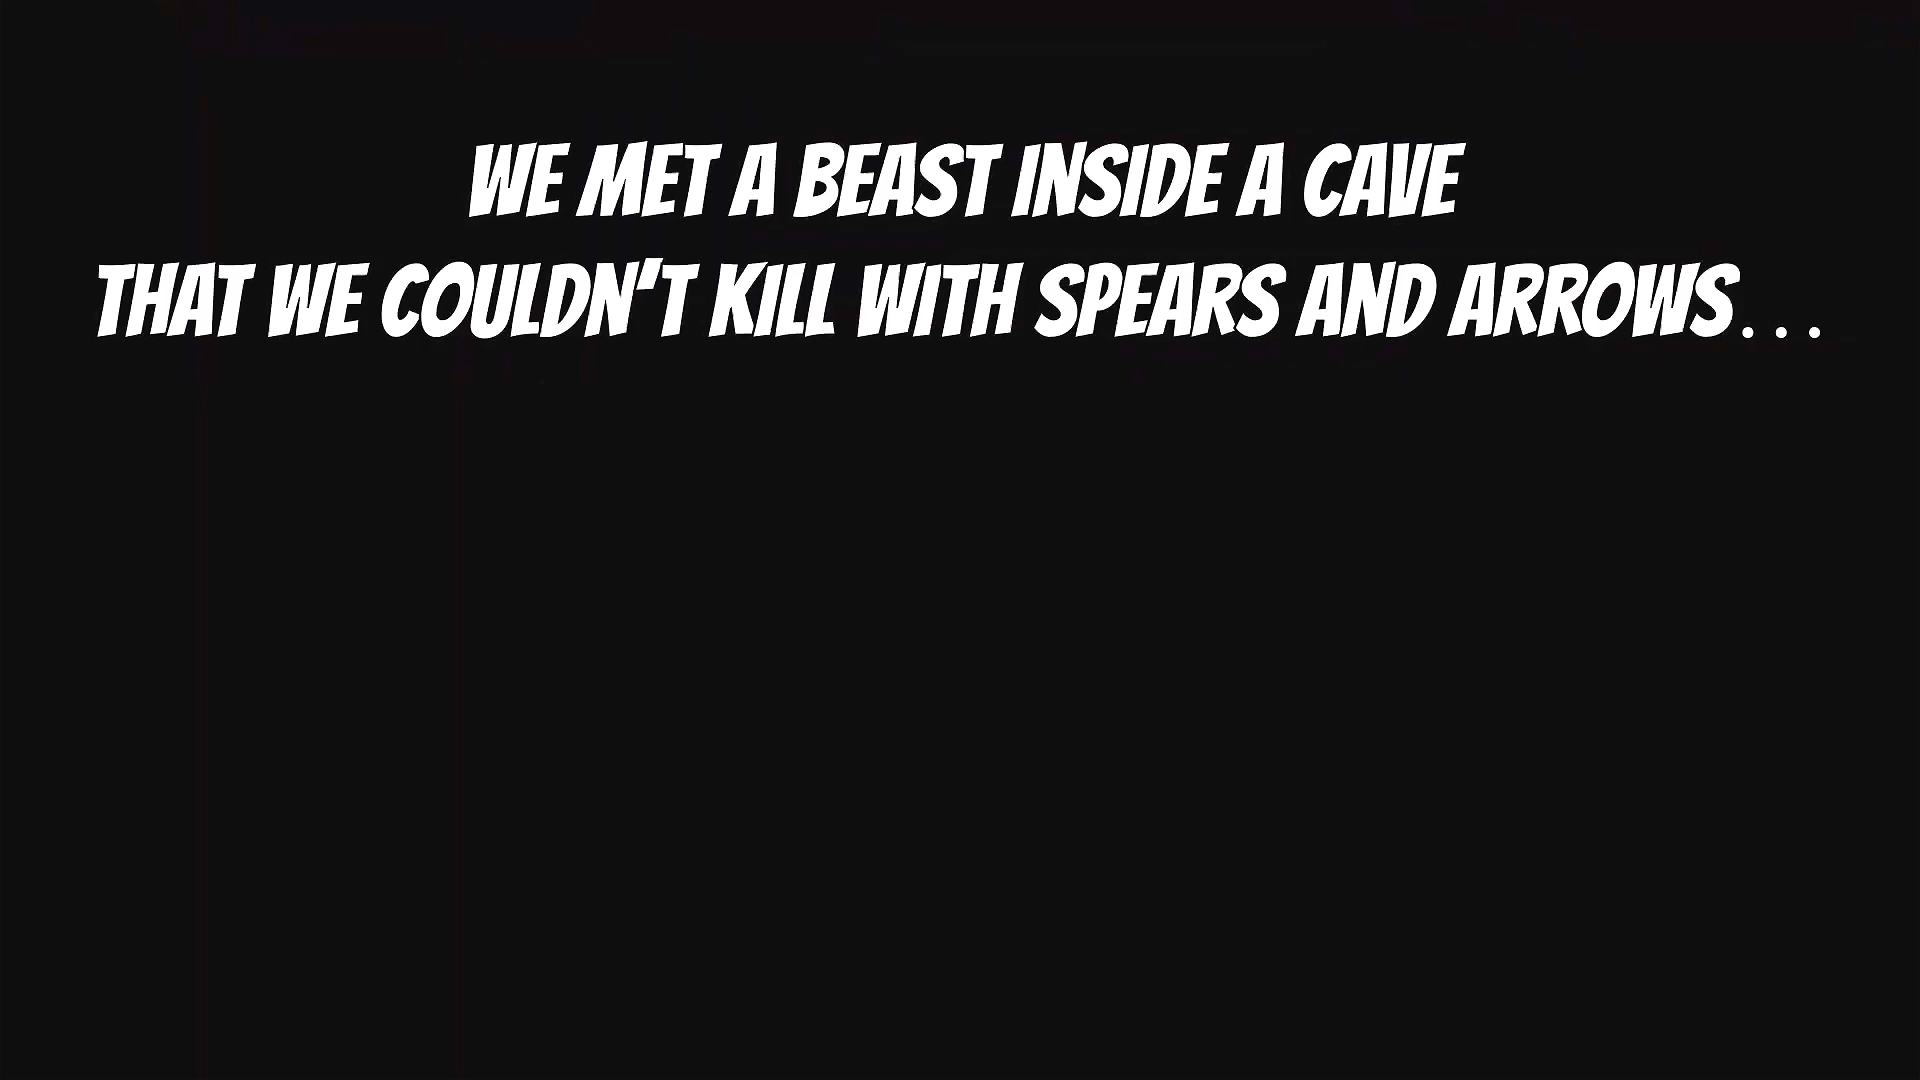 WE MET A BEAST INSIDE A CAVE
THAT WE COULDN'T KILL WITH SPEARS AND ARROWS...